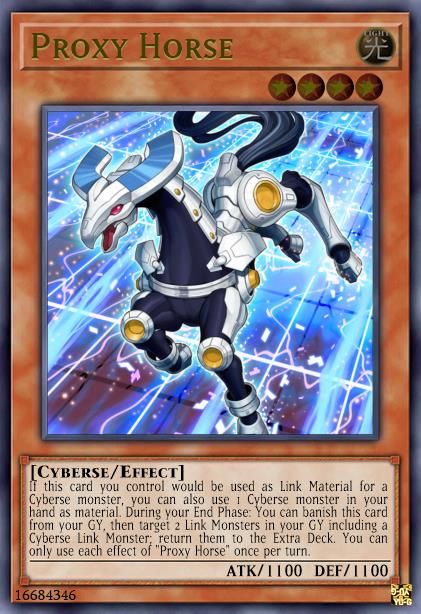 PROXY HORSE
LIGHT
光
[CYBERSE/EFFECT]
If this card you control would be used as Link Material for a
Cyberse monster, you can also use 1 Cyberse monster in your
hand as material. During your End Phase: You can banish this card
from your GY, then target 2 Link Monsters in your GY including a
Cyberse Link Monster; return them to the Extra Deck. You can
only use each effect of "Proxy Horse" once per turn.
ATK/1100 DEF/1100
16684346